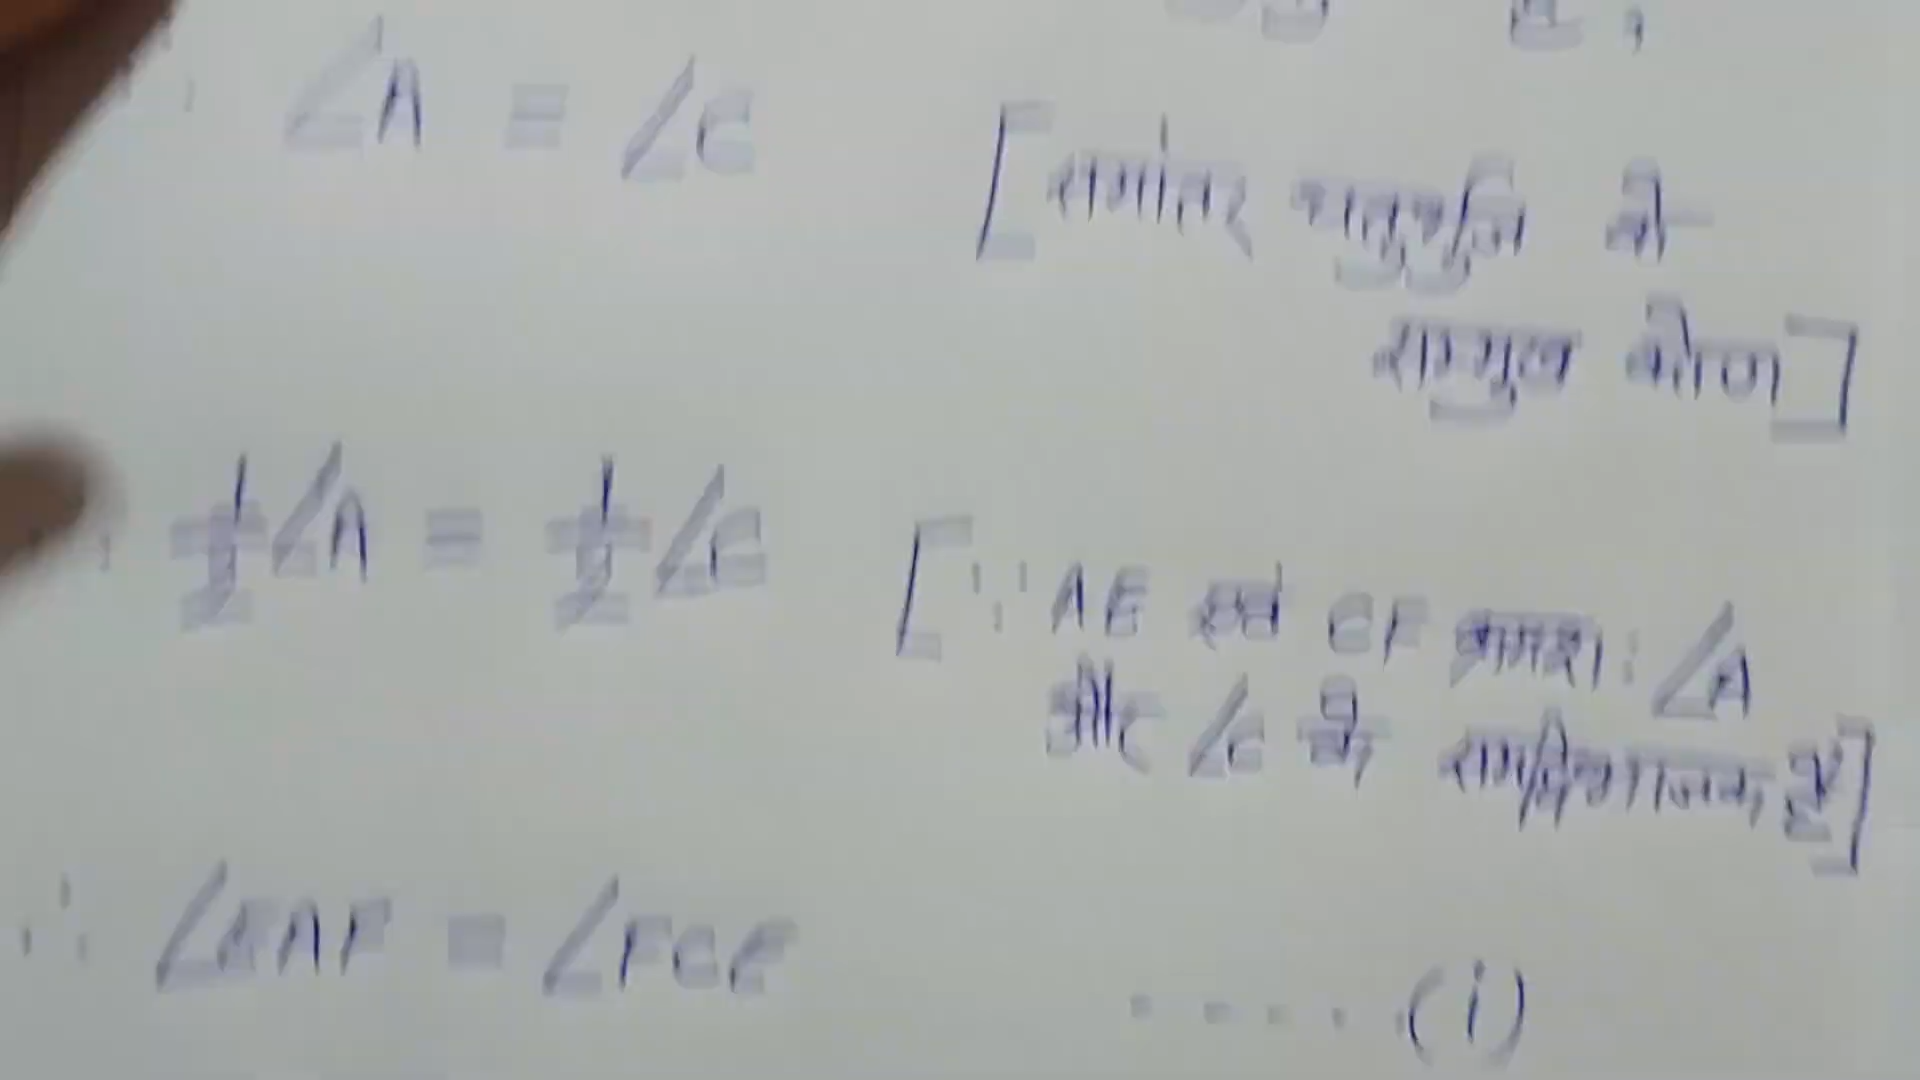 ∠A = ∠C [समांतर चतुर्भुज के
सम्मुख कोण]
∴ 1/2 ∠A = 1/2 ∠C [∵ AE एवं CF क्रमशः ∠A
और ∠C के समद्विभाजक है]
∴ ∠EAF = ∠FCE .... (i)